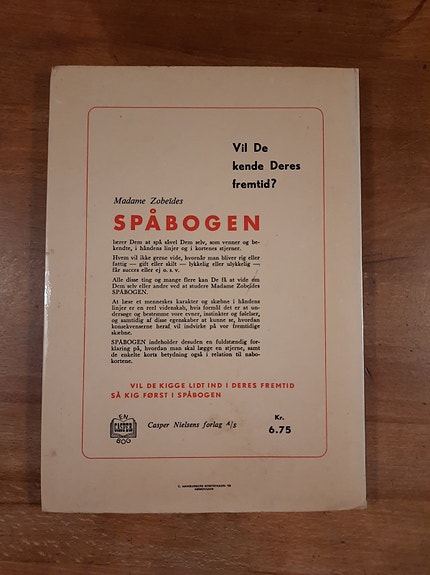 Vil De
kende Deres
fremtid?
Madame Zobeïdes
SPÅBOGEN
lærer Dem at spå såvel Dem selv, som venner og be-
kendte, i håndens linjer og i kortenes stjerner.
Hvem vil ikke gerne vide, hvornår man bliver rig eller
fattig — gift eller skilt — lykkelig eller ulykkelig —
får succes eller ej o. s. v.
Alle disse ting og mange flere kan De få at vide om
Dem selv eller andre ved at studere Madame Zobeïdes
SPÅBOGEN.
At læse et menneskes karakter og skæbne i håndens
linjer er en reel videnskab, hvis formål det er at un-
dersøge og bestemme vore evner, instinkter og følelser,
og samtidig af disse egenskaber at kunne se, hvordan
konsekvenserne heraf vil indvirke på vor fremtidige
skæbne.
SPÅBOGEN indeholder desuden en fuldstændig for-
klaring på, hvordan man skal lægge en stjerne, samt
de enkelte korts betydning også i relation til nabo-
kortene.
VIL DE KIGGE LIDT IND I DERES FREMTID
SÅ KIG FØRST I SPÅBOGEN
EN
CASPER
BOG
Casper Nielsens forlag A/S
Kr.
6.75